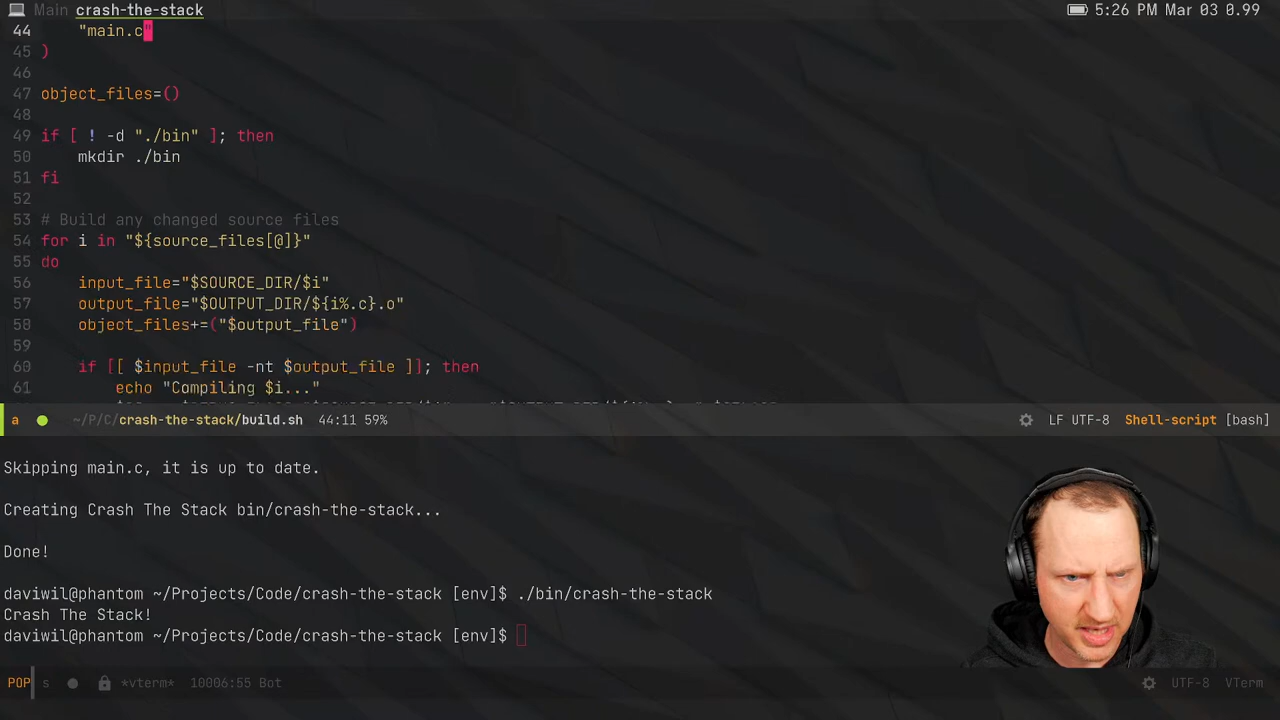 Main crash-the-stack 5:26 PM Mar 03 0.99
44 "main.c"
45 )
46
47 object_files=()
48
49 if [ ! -d "./bin" ]; then
50 mkdir ./bin
51 fi
52
53 # Build any changed source files
54 for i in "${source_files[@]}"
55 do
56 input_file="$SOURCE_DIR/$i"
57 output_file="$OUTPUT_DIR/${i%.c}.o"
58 object_files+=("$output_file")
59
60 if [[ $input_file -nt $output_file ]]; then
61 echo "Compiling $i..."
a ~/P/C/crash-the-stack/build.sh 44:11 59% LF UTF-8 Shell-script [bash]
Skipping main.c, it is up to date.
Creating Crash The Stack bin/crash-the-stack...
Done!
daviwil@phantom ~/Projects/Code/crash-the-stack [env]$ ./bin/crash-the-stack
Crash The Stack!
daviwil@phantom ~/Projects/Code/crash-the-stack [env]$
POP s *vterm* 10006:55 Bot UTF-8 VTerm